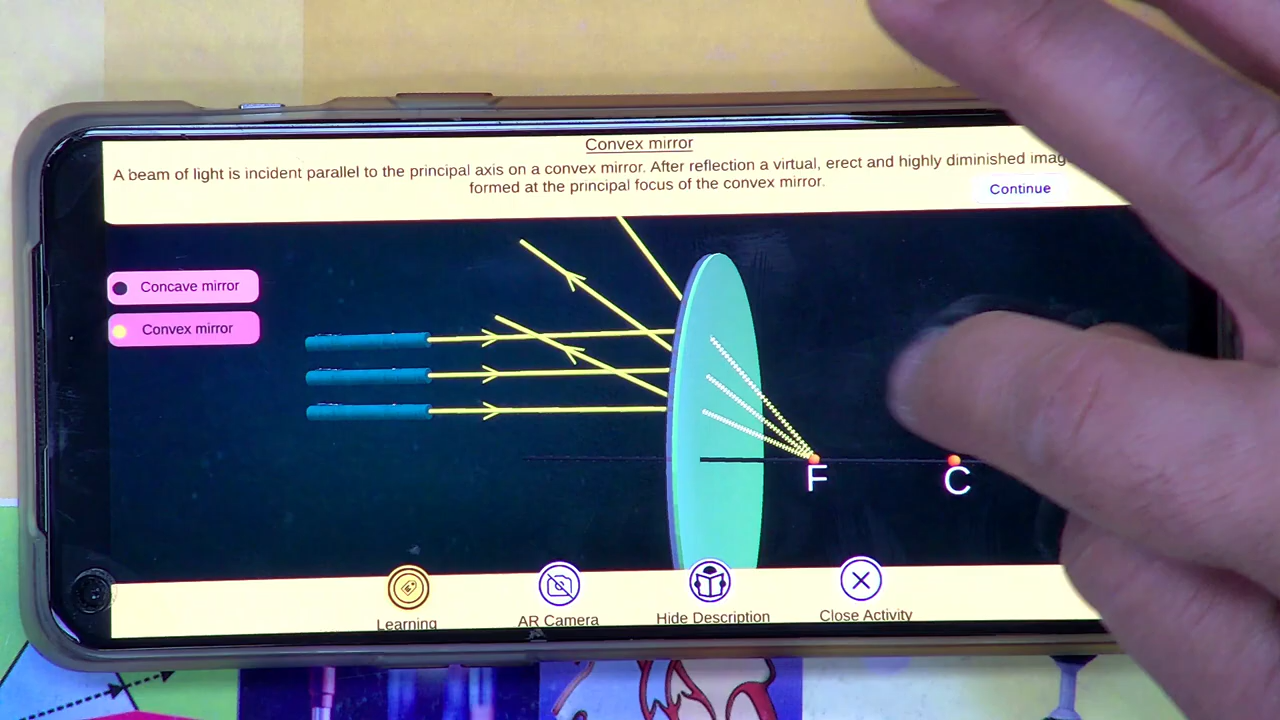 Convex mirror
A beam of light is incident parallel to the principal axis on a convex mirror. After reflection a virtual, erect and highly diminished
formed at the principal focus of the convex mirror.
Continue
Concave mirror
Convex mirror
F
C
Learning
AR Camera
Hide Description
Close Activity